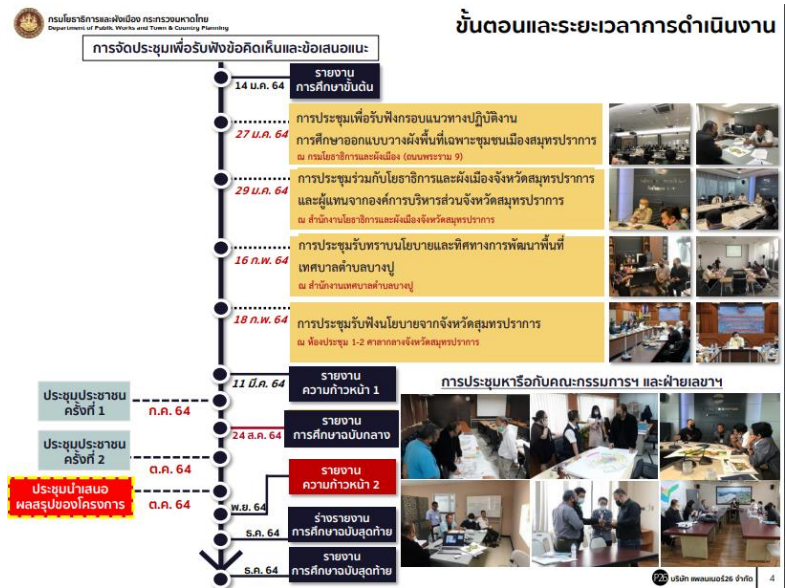 กรมโยธาธิการและผังเมือง กระทรวงมหาดไทย
Department of Public Works and Town & Country Planning
ขั้นตอนและระยะเวลาการดำเนินงาน
การจัดประชุมเพื่อรับฟังข้อคิดเห็นและข้อเสนอแนะ
14 ม.ค. 64
รายงาน
การศึกษาขั้นต้น
27 ม.ค. 64
การประชุมเพื่อรับฟังกรอบแนวทางปฏิบัติงาน
การศึกษาออกแบบวางผังพื้นที่เฉพาะชุมชนเมืองสมุทรปราการ
ณ กรมโยธาธิการและผังเมือง (ถนนพระราม 9)
29 ม.ค. 64
การประชุมร่วมกับโยธาธิการและผังเมืองจังหวัดสมุทรปราการ
และผู้แทนจากองค์การบริหารส่วนจังหวัดสมุทรปราการ
ณ สำนักงานโยธาธิการและผังเมืองจังหวัดสมุทรปราการ
16 ก.พ. 64
การประชุมรับทราบนโยบายและทิศทางการพัฒนาพื้นที่
เทศบาลตำบลบางปู
ณ สำนักงานเทศบาลตำบลบางปู
18 ก.พ. 64
การประชุมรับฟังนโยบายจากจังหวัดสุมทรปราการ
ณ ห้องประชุม 1-2 ศาลากลางจังหวัดสมุทรปราการ
11 มี.ค. 64
รายงาน
ความก้าวหน้า 1
การประชุมหารือกับคณะกรรมการฯ และฝ่ายเลขาฯ
ประชุมประชาชน
ครั้งที่ 1
ก.ค. 64
24 ส.ค. 64
รายงาน
การศึกษาฉบับกลาง
ประชุมประชาชน
ครั้งที่ 2
ต.ค. 64
รายงาน
ความก้าวหน้า 2
ประชุมนำเสนอ
ผลสรุปของโครงการ
ต.ค. 64
พ.ย. 64
ร่างรายงาน
การศึกษาฉบับสุดท้าย
ธ.ค. 64
รายงาน
การศึกษาฉบับสุดท้าย
ธ.ค. 64
P26 บริษัท แพลนเนอร์26 จำกัด 4